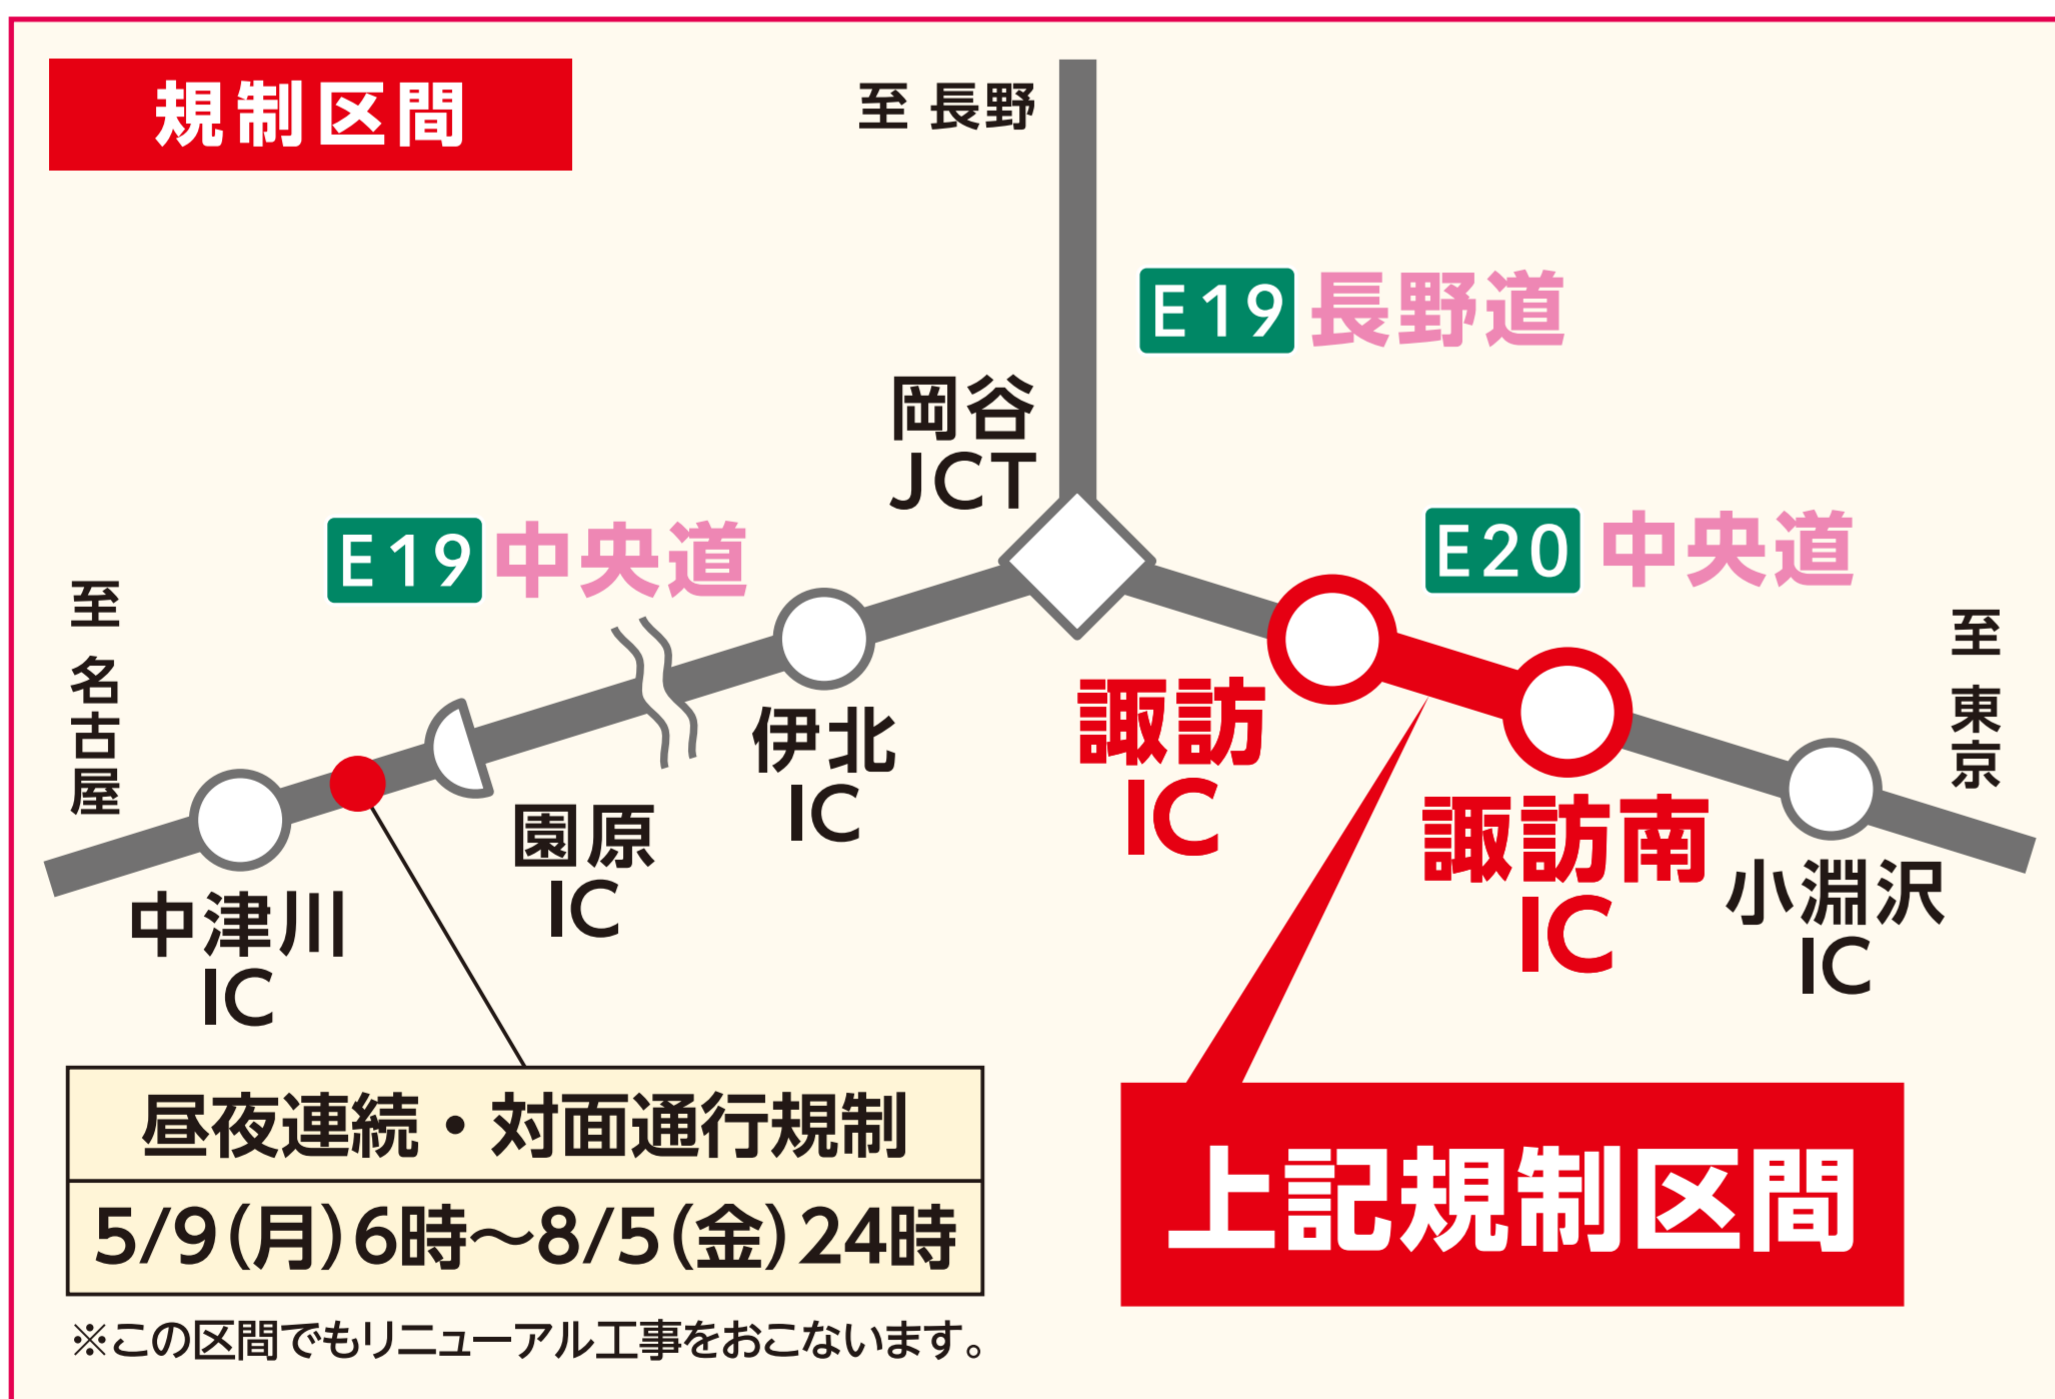 規制区間
至 長野
E19 長野道
岡谷
JCT
E19 中央道
E20 中央道
至 名古屋
至 東京
伊北
IC
諏訪
IC
園原
IC
諏訪南
IC
中津川
IC
小淵沢
IC
昼夜連続・対面通行規制
5/9(月)6時～8/5(金)24時
上記規制区間
※この区間でもリニューアル工事をおこないます。